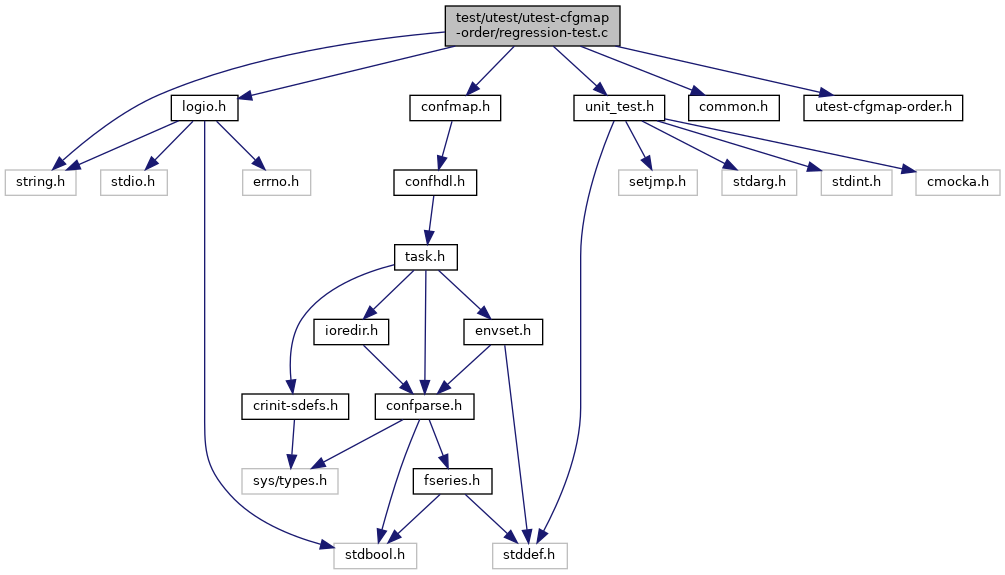 test/utest/utest-cfgmap
-order/regression-test.c
logio.h
confmap.h
unit_test.h
common.h
utest-cfgmap-order.h
string.h
stdio.h
errno.h
confhdl.h
setjmp.h
stdarg.h
stdint.h
cmocka.h
task.h
ioredir.h
envset.h
crinit-sdefs.h
confparse.h
sys/types.h
fseries.h
stdbool.h
stddef.h